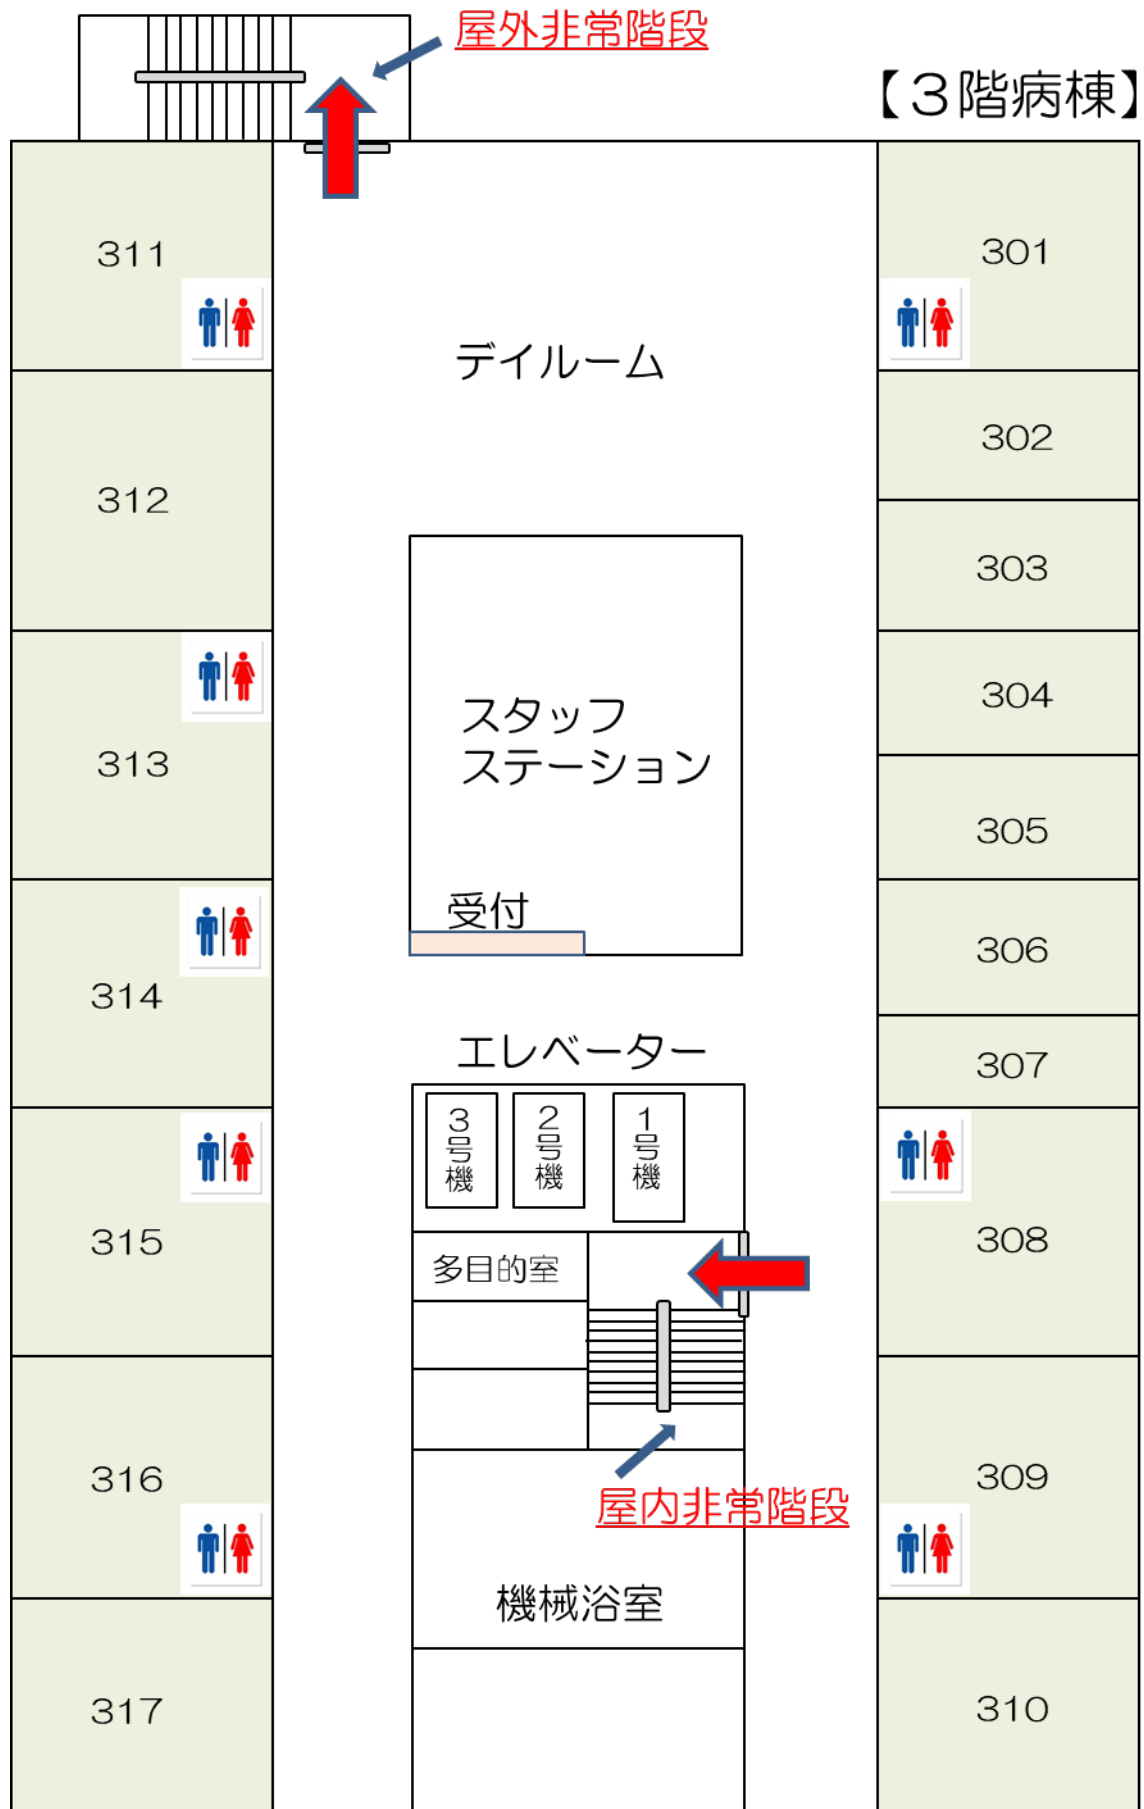 屋外非常階段
【3階病棟】
311
301
デイルーム
302
312
303
スタッフ
ステーション
304
313
305
受付
306
314
エレベーター
307
3号機
2号機
1号機
315
308
多目的室
316
309
屋内非常階段
機械浴室
317
310